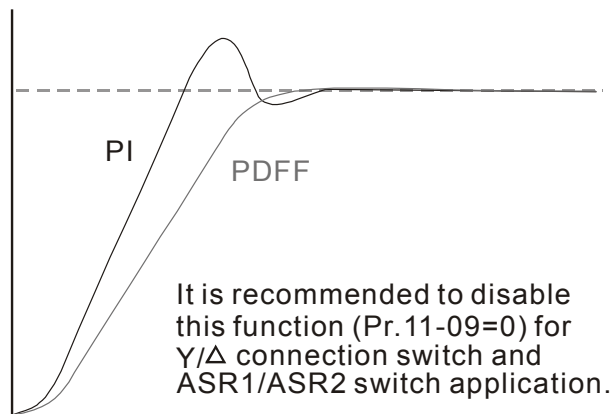 PI
PDFF
It is recommended to disable
this function (Pr.11-09=0) for
Y/△ connection switch and
ASR1/ASR2 switch application.